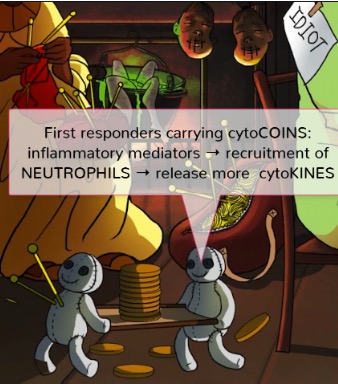 IDIOT
First responders carrying cytoCOINS:
inflammatory mediators → recruitment of
NEUTROPHILS → release more cytoKINES